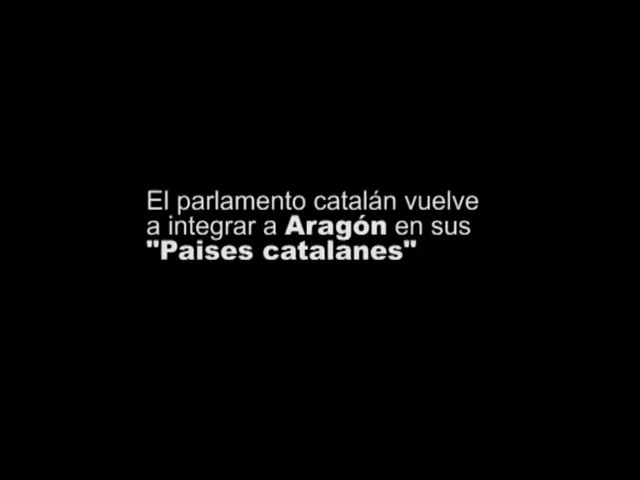 El parlamento catalán vuelve
a integrar a Aragón en sus
"Paises catalanes"